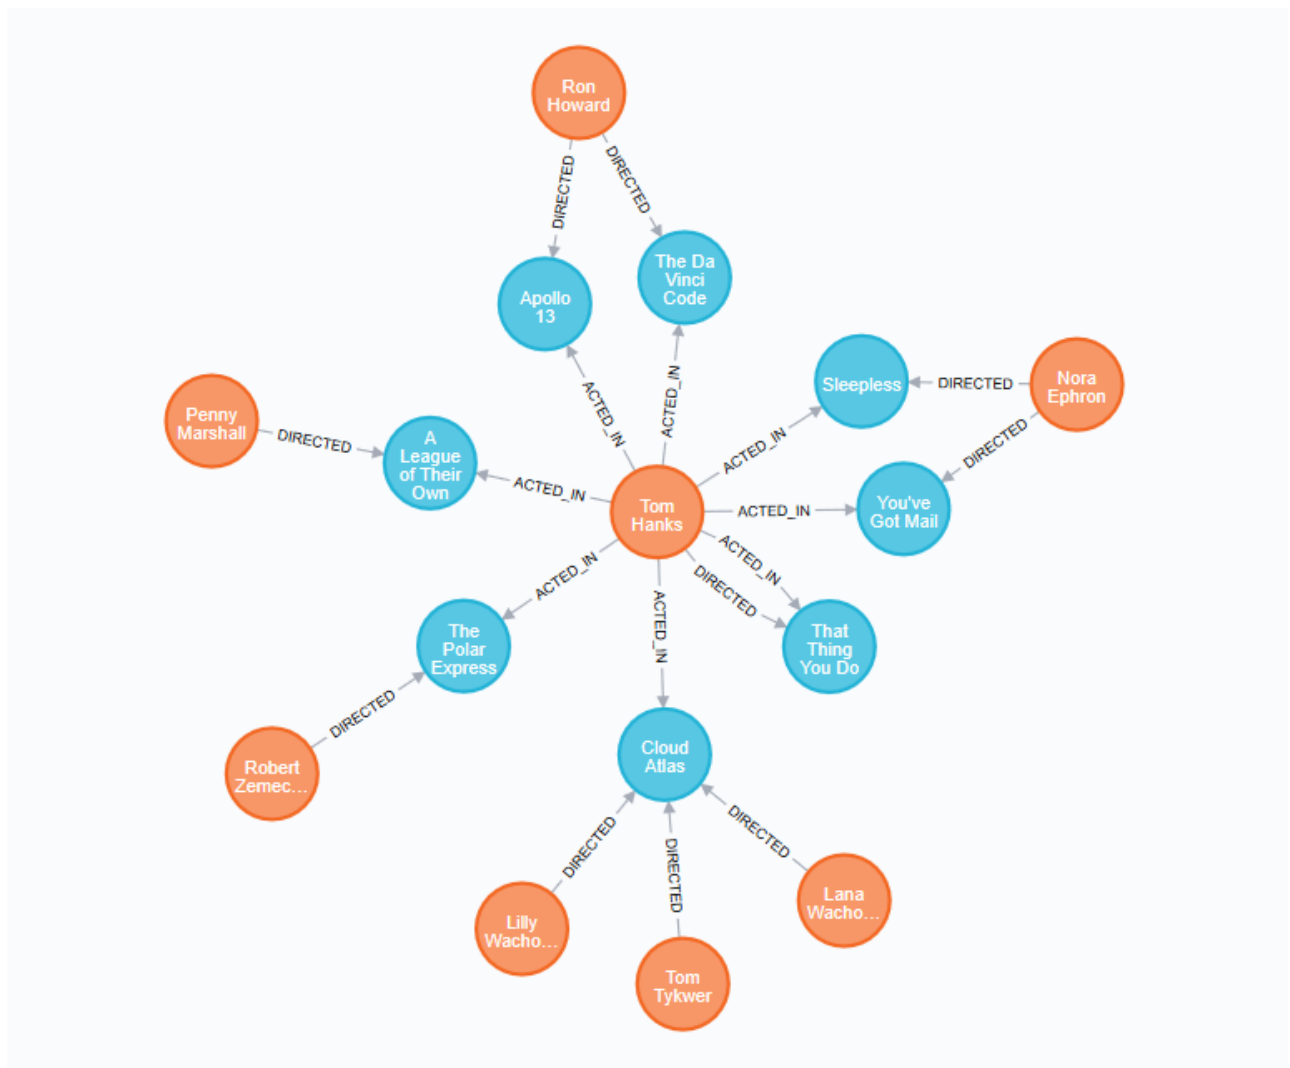 Ron
Howard
DIRECTED
DIRECTED
The Da
Vinci
Code
Apollo
13
ACTED_IN
ACTED_IN
Sleepless
DIRECTED
Nora
Ephron
Penny
Marshall
DIRECTED
A
League
of Their
Own
ACTED_IN
ACTED_IN
DIRECTED
Tom
Hanks
ACTED_IN
You've
Got Mail
ACTED_IN
ACTED_IN
DIRECTED
ACTED_IN
The
Polar
Express
That
Thing
You Do
DIRECTED
Robert
Zemec...
Cloud
Atlas
DIRECTED
DIRECTED
DIRECTED
Lilly
Wacho...
Tom
Tykwer
Lana
Wacho...